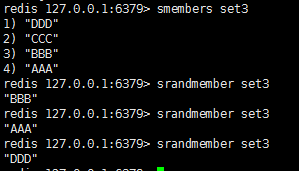 redis 127.0.0.1:6379> smembers set3
1) "DDD"
2) "CCC"
3) "BBB"
4) "AAA"
redis 127.0.0.1:6379> srandmember set3
"BBB"
redis 127.0.0.1:6379> srandmember set3
"AAA"
redis 127.0.0.1:6379> srandmember set3
"DDD"
redis 127.0.0.1:6379>